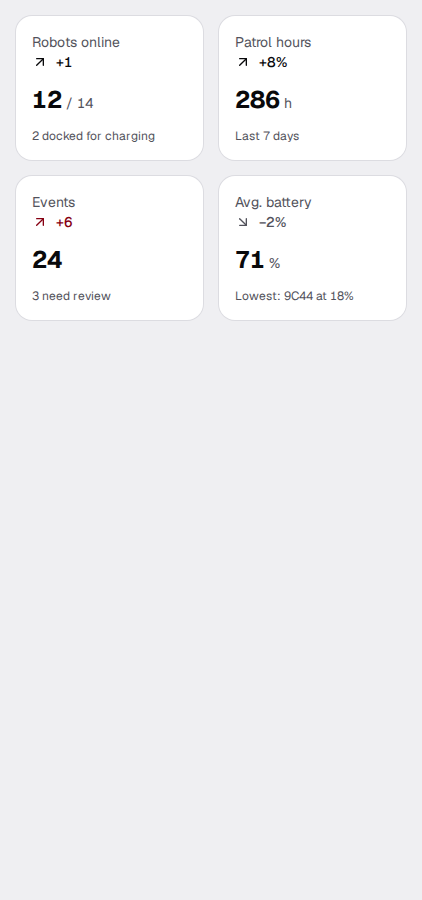 Robots online
+1
12 / 14
2 docked for charging
Patrol hours
+8%
286 h
Last 7 days
Events
+6
24
3 need review
Avg. battery
−2%
71 %
Lowest: 9C44 at 18%